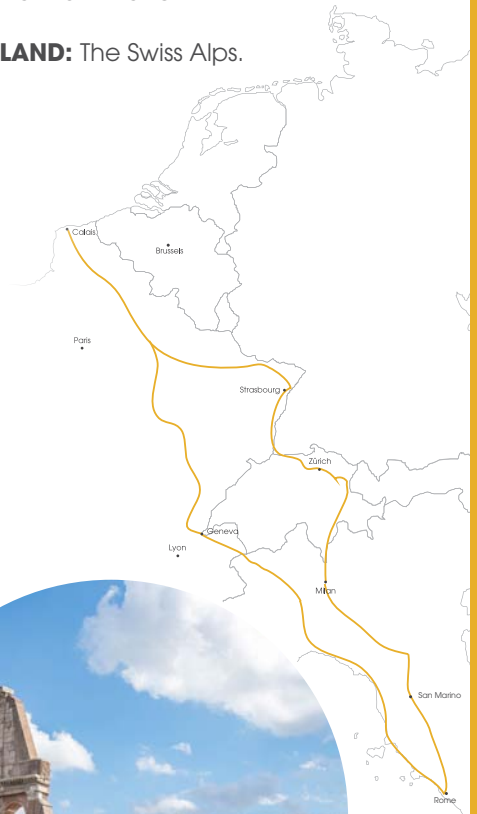 LAND: The Swiss Alps.
Calais
Brussels
Paris
Strasbourg
Zürich
Geneva
Lyon
Milan
San Marino
Rome